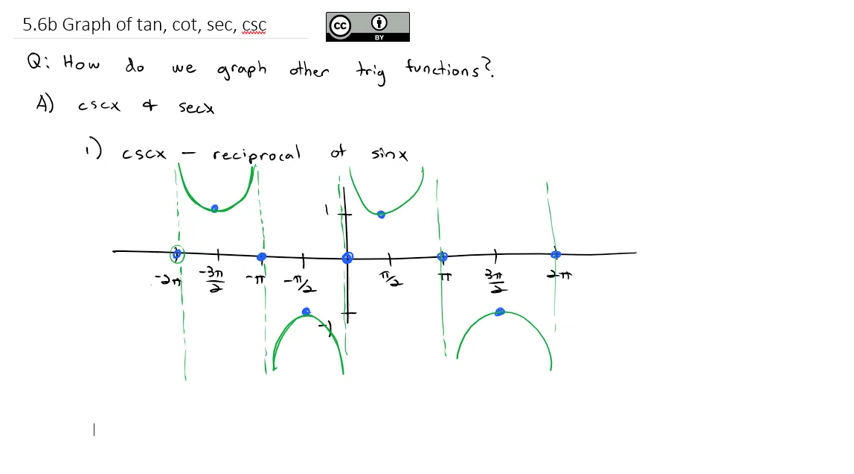 5.6b Graph of tan, cot, sec, csc
cc BY
Q: How do we graph other trig functions?.
A) cscx & secx
1) cscx – reciprocal of sinx
1
-2π -3π/2 -π -π/2 π/2 π 3π/2 2π
-1